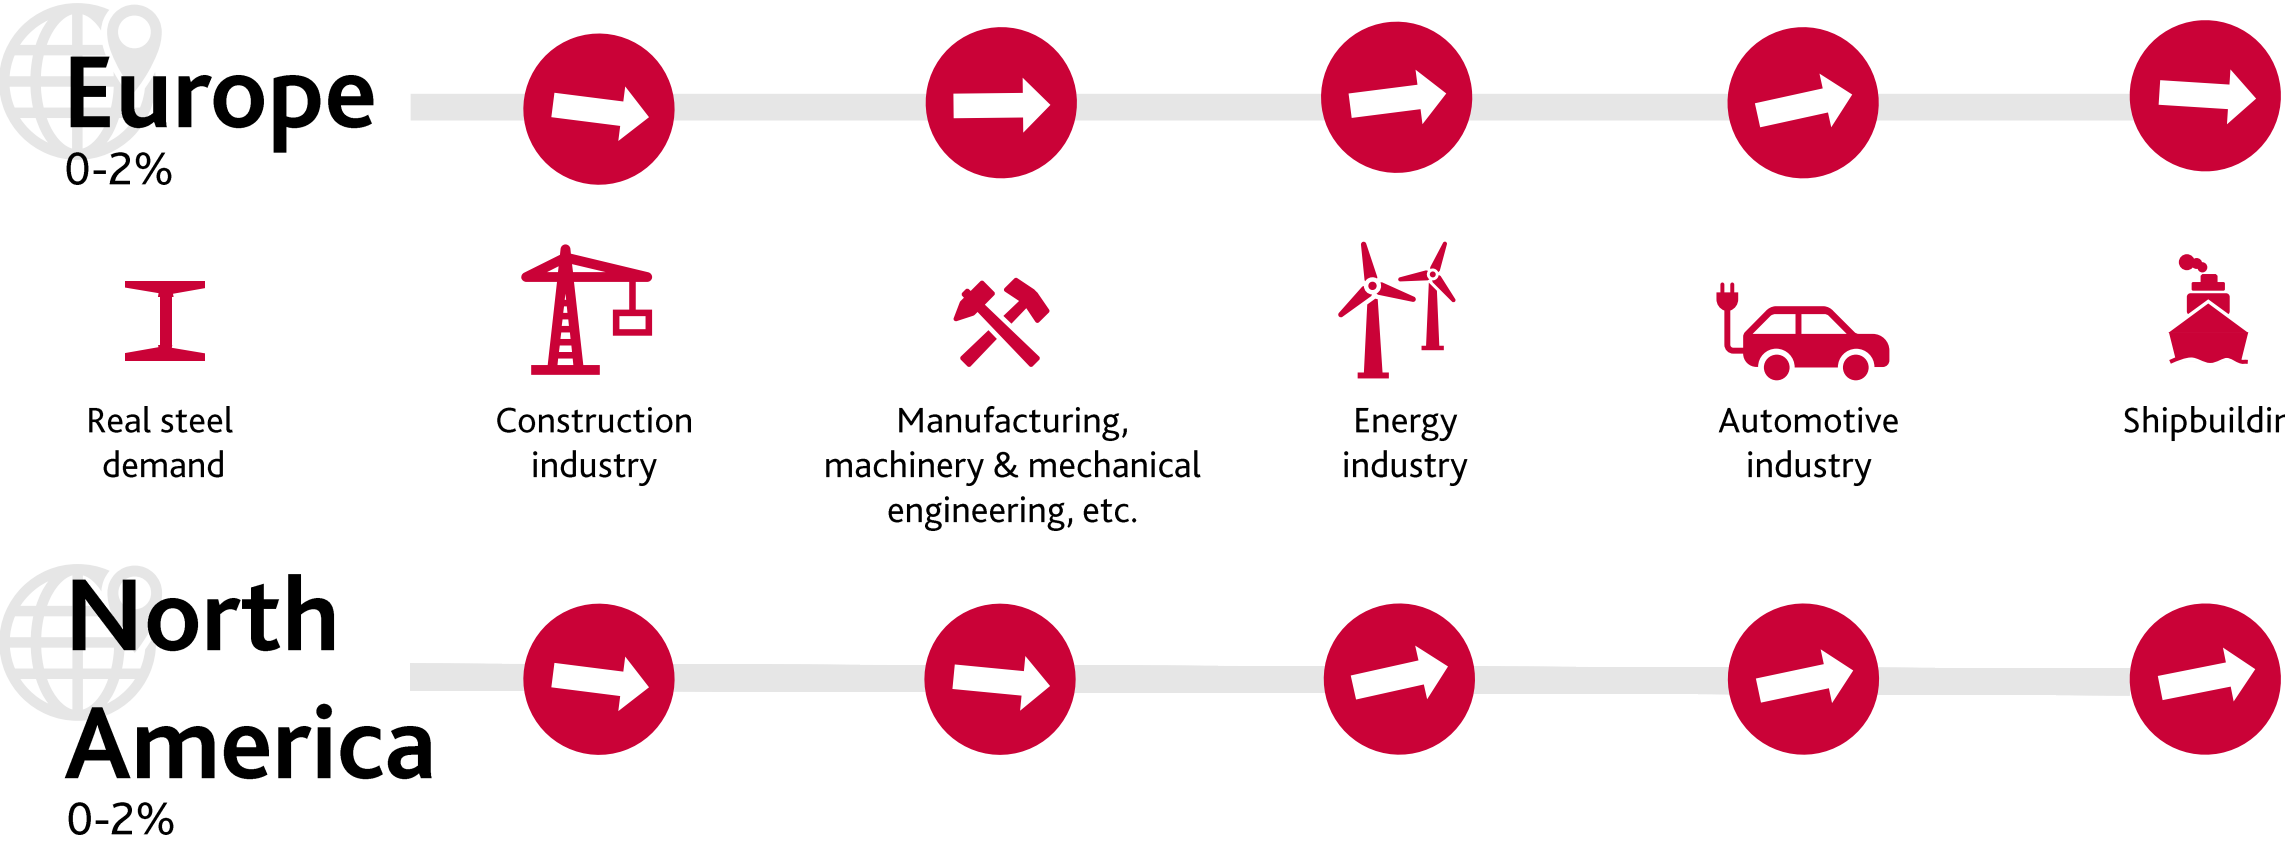 Europe
0-2%
Real steel
demand
Construction
industry
Manufacturing,
machinery & mechanical
engineering, etc.
Energy
industry
Automotive
industry
Shipbuildin
North
America
0-2%